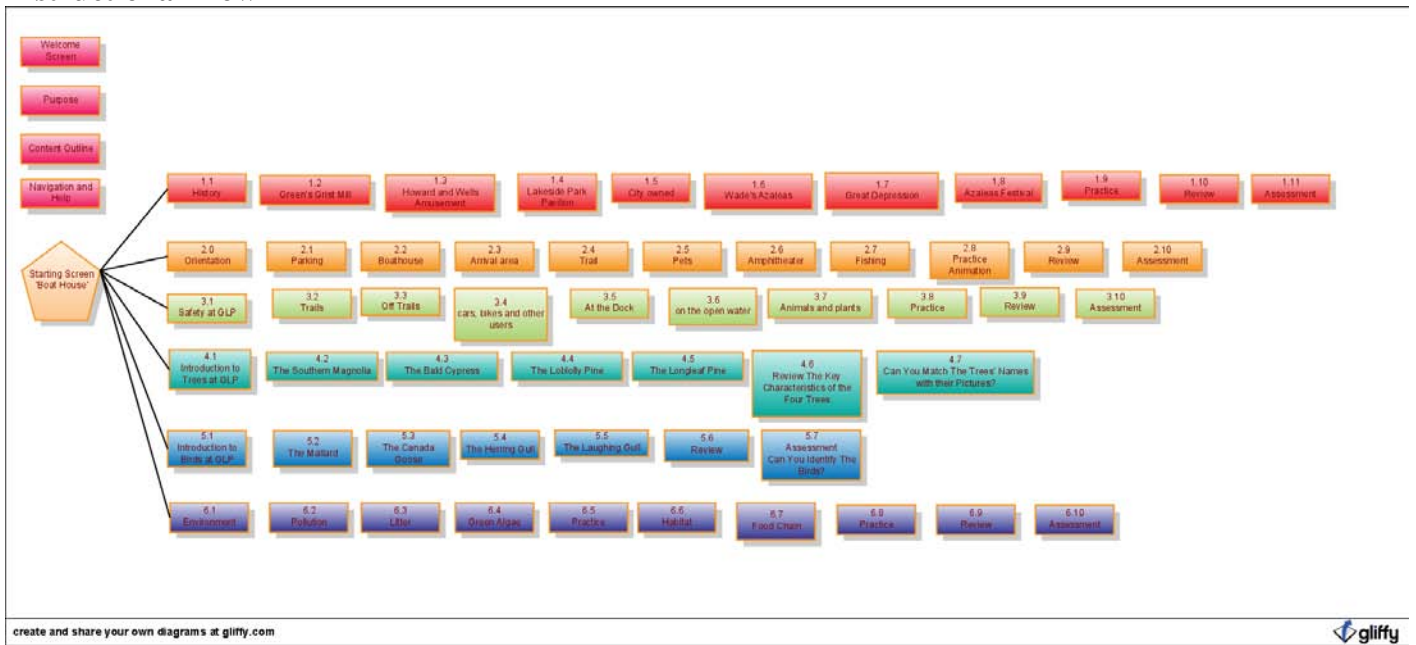 Welcome
Screen
Purpose
Content Outline
Navigation and
Help
Starting Screen
'Boat House'
1.1
History
1.2
Green's Grist Mill
1.3
Howard and Wells
Amusement
1.4
Lakeside Park
Pavilion
1.5
City owned
1.6
Wade's Azaleas
1.7
Great Depression
1.8
Azaleas Festival
1.9
Practice
1.10
Review
1.11
Assessment
2.0
Orientation
2.1
Parking
2.2
Boathouse
2.3
Arrival area
2.4
Trail
2.5
Pets
2.6
Amphitheater
2.7
Fishing
2.8
Practice
Animation
2.9
Review
2.10
Assessment
3.1
Safety at GLP
3.2
Trails
3.3
Off Trails
3.4
cars, bikes and other
users
3.5
At the Dock
3.6
on the open water
3.7
Animals and plants
3.8
Practice
3.9
Review
3.10
Assessment
4.1
Introduction to
Trees at GLP
4.2
The Southern Magnolia
4.3
The Bald Cypress
4.4
The Loblolly Pine
4.5
The Longleaf Pine
4.6
Review The Key
Characteristics of the
Four Trees
4.7
Can You Match The Trees' Names
with their Pictures?
5.1
Introduction to
Birds at GLP
5.2
The Mallard
5.3
The Canada
Goose
5.4
The Herring Gull
5.5
The Laughing Gull
5.6
Review
5.7
Assessment
Can You Identify The
Birds?
6.1
Environment
6.2
Pollution
6.3
Litter
6.4
Green Algae
6.5
Practice
6.6
Habitat
6.7
Food Chain
6.8
Practice
6.9
Review
6.10
Assessment
create and share your own diagrams at gliffy.com
gliffy